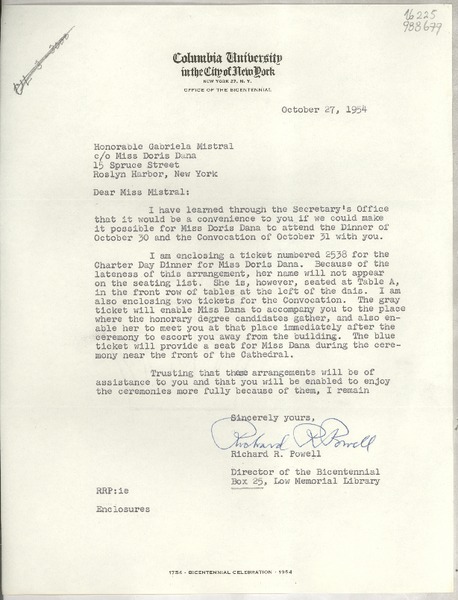 16225
988679
Columbia University
in the City of New York
NEW YORK 27, N. Y.
OFFICE OF THE BICENTENNIAL
October 27, 1954
Honorable Gabriela Mistral
c/o Miss Doris Dana
15 Spruce Street
Roslyn Harbor, New York
Dear Miss Mistral:
I have learned through the Secretary's Office
that it would be a convenience to you if we could make
it possible for Miss Doris Dana to attend the Dinner of
October 30 and the Convocation of October 31 with you.
I am enclosing a ticket numbered 2538 for the
Charter Day Dinner for Miss Doris Dana. Because of the
lateness of this arrangement, her name will not appear
on the seating list. She is, however, seated at Table A,
in the front row of tables at the left of the dais. I am
also enclosing two tickets for the Convocation. The gray
ticket will enable Miss Dana to accompany you to the place
where the honorary degree candidates gather, and also en-
able her to meet you at that place immediately after the
ceremony to escort you away from the building. The blue
ticket will provide a seat for Miss Dana during the cere-
mony near the front of the Cathedral.
Trusting that these arrangements will be of
assistance to you and that you will be enabled to enjoy
the ceremonies more fully because of them, I remain
Sincerely yours,
Richard R. Powell
Richard R. Powell
Director of the Bicentennial
Box 25, Low Memorial Library
RRP:ie
Enclosures
1754 - BICENTENNIAL CELEBRATION - 1954